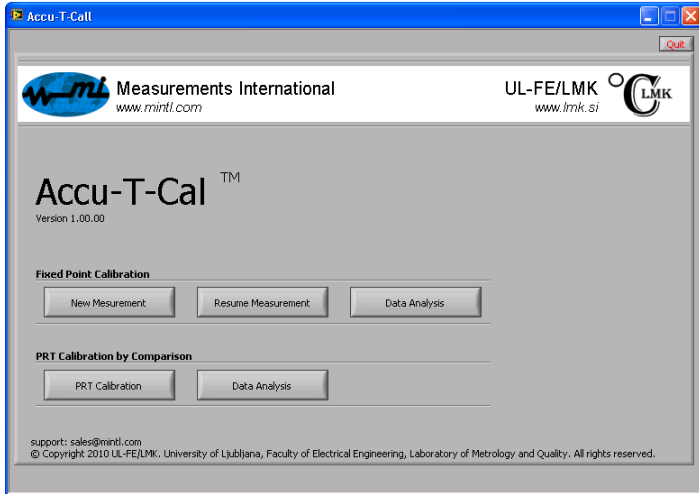 Accu-T-Call
Quit
mi
Measurements International
www.mintl.com
UL-FE/LMK
www.lmk.si
°C LMK
Accu-T-Cal ™
Version 1.00.00
Fixed Point Calibration
New Mesurement
Resume Measurement
Data Analysis
PRT Calibration by Comparison
PRT Calibration
Data Analysis
support: sales@mintl.com
© Copyright 2010 UL-FE/LMK. University of Ljubljana, Faculty of Electrical Engineering, Laboratory of Metrology and Quality. All rights reserved.